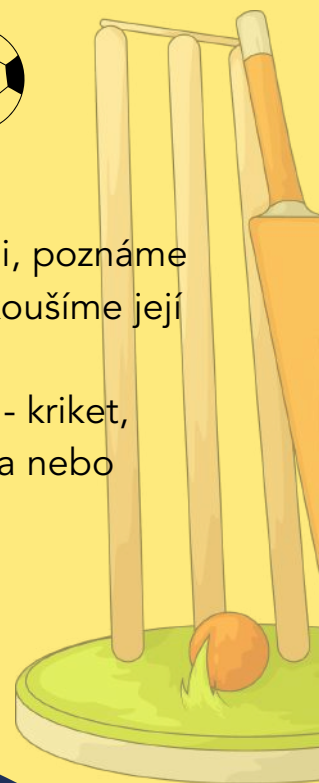 i, poznáme
oušíme její
- kriket,
a nebo